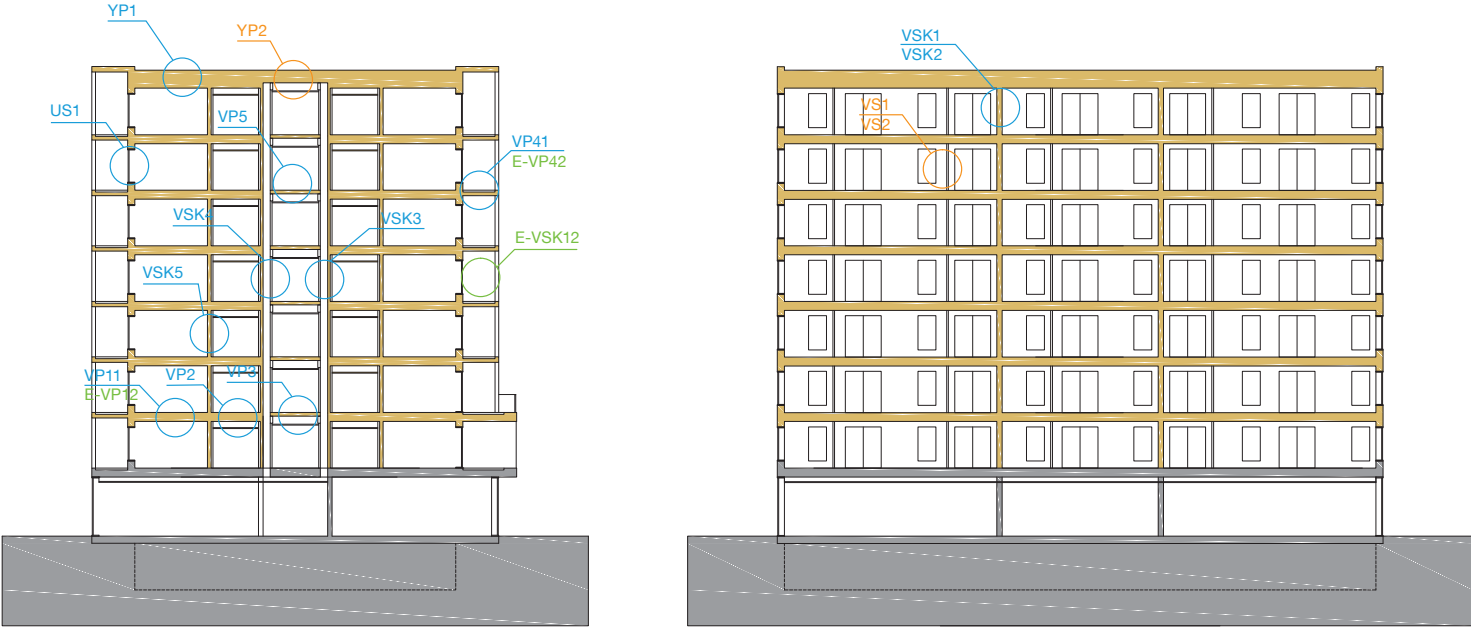 YP1
YP2
US1
VP5
VP41
E-VP42
VSK4
VSK3
E-VSK12
VSK5
VP11
E-VP12
VP2
VP3
VSK1
VSK2
VS1
VS2